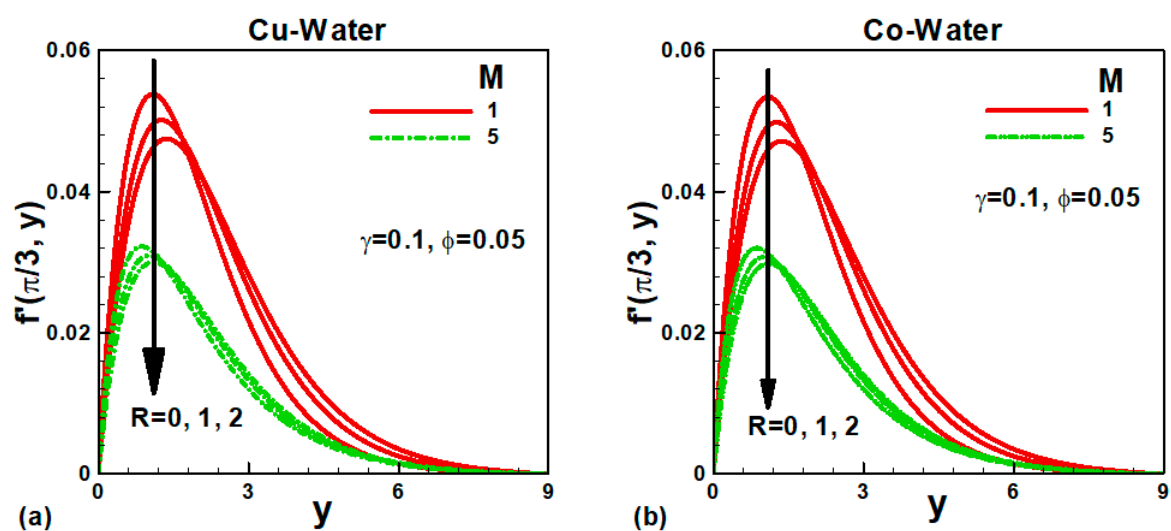 Cu-Water
0.06
M
1
5
0.04
γ=0.1, ϕ=0.05
f'(π/3, y)
0.02
R=0, 1, 2
0
0
3
6
9
y
(a)
Co-Water
0.06
M
1
5
0.04
γ=0.1, ϕ=0.05
f'(π/3, y)
0.02
R=0, 1, 2
0
0
3
6
9
y
(b)